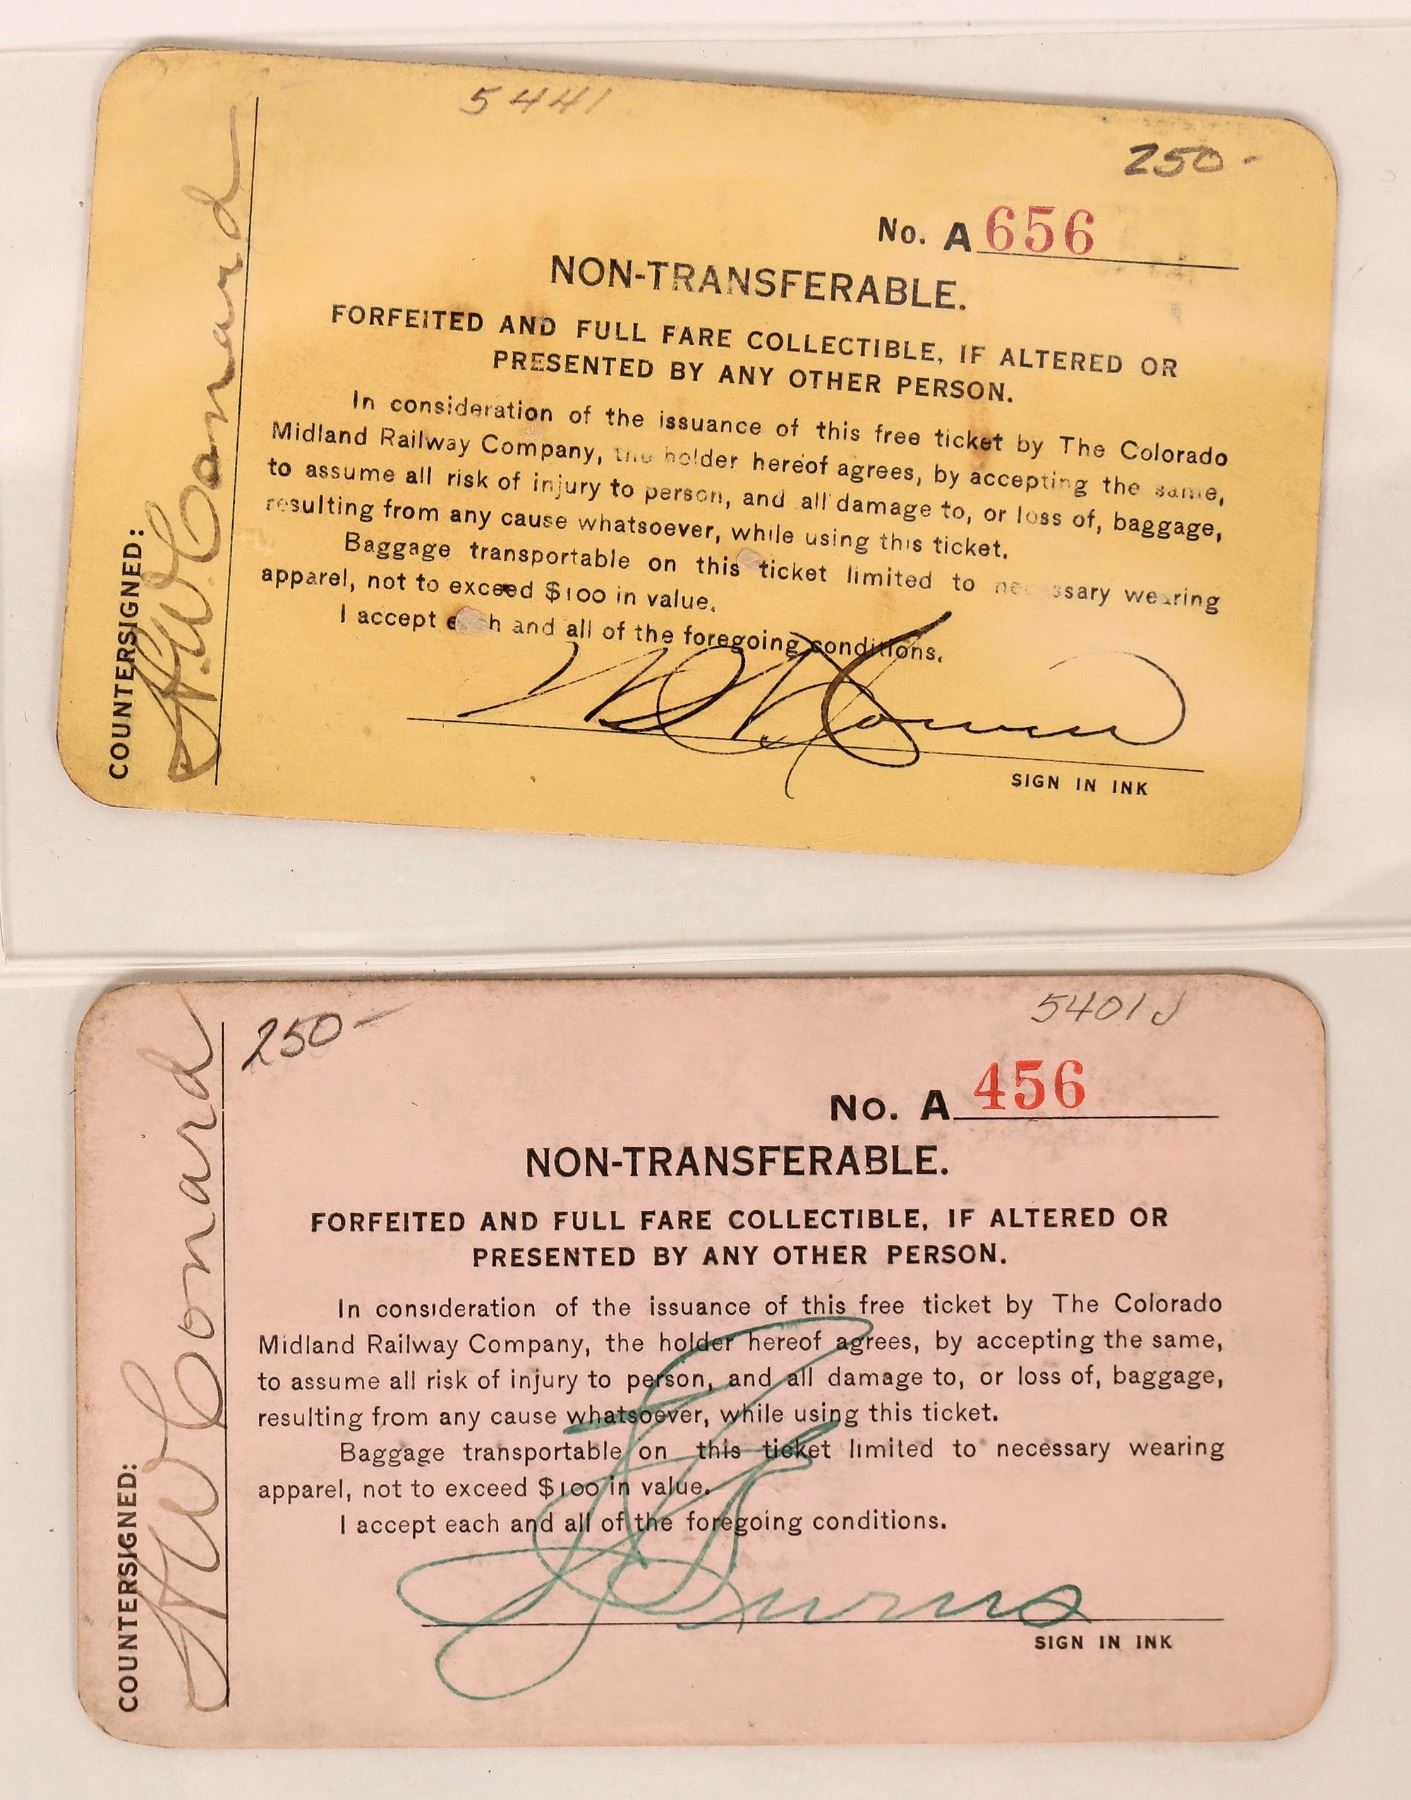 5441
250-
No. A 656
NON-TRANSFERABLE.
FORFEITED AND FULL FARE COLLECTIBLE, IF ALTERED OR
PRESENTED BY ANY OTHER PERSON.
In consideration of the issuance of this free ticket by The Colorado
Midland Railway Company, the holder hereof agrees, by accepting the same,
to assume all risk of injury to person, and all damage to, or loss of, baggage,
resulting from any cause whatsoever, while using this ticket.
Baggage transportable on this ticket limited to necessary wearing
apparel, not to exceed $100 in value.
I accept each and all of the foregoing conditions.
SIGN IN INK
COUNTERSIGNED:
H.W. Conard
250-
5401J
No. A 456
NON-TRANSFERABLE.
FORFEITED AND FULL FARE COLLECTIBLE, IF ALTERED OR
PRESENTED BY ANY OTHER PERSON.
In consideration of the issuance of this free ticket by The Colorado
Midland Railway Company, the holder hereof agrees, by accepting the same,
to assume all risk of injury to person, and all damage to, or loss of, baggage,
resulting from any cause whatsoever, while using this ticket.
Baggage transportable on this ticket limited to necessary wearing
apparel, not to exceed $100 in value.
I accept each and all of the foregoing conditions.
Burns
SIGN IN INK
COUNTERSIGNED:
H W Conard